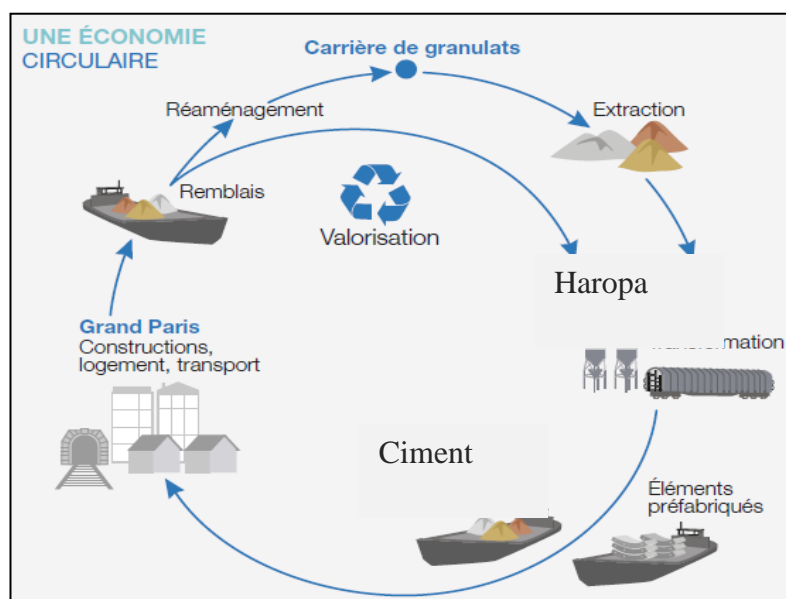 UNE ÉCONOMIE
CIRCULAIRE
Carrière de granulats
Réaménagement
Extraction
Remblais
Valorisation
Haropa
Grand Paris
Constructions,
logement, transport
Ciment
Éléments
préfabriqués